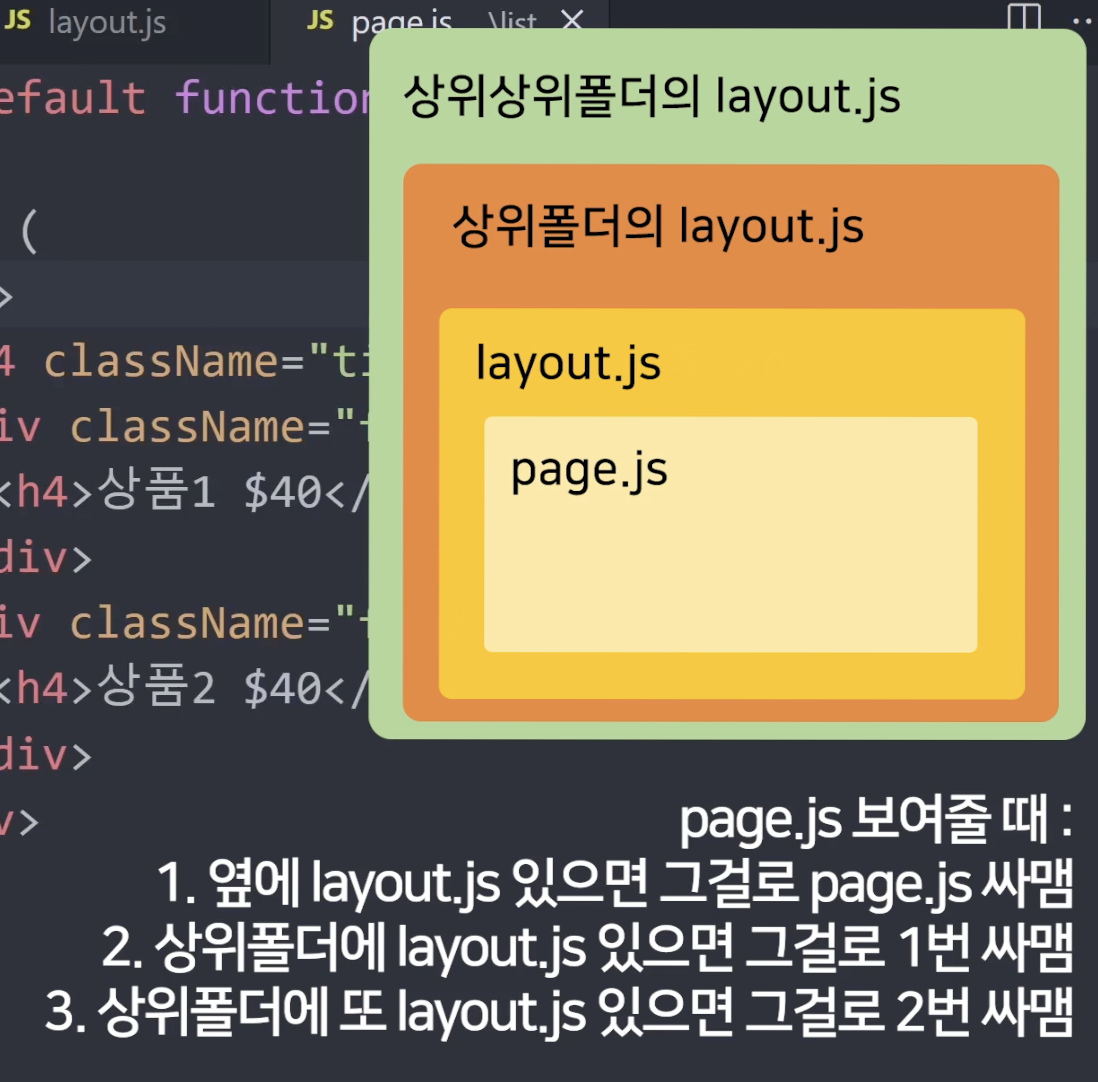 JS layout.js
JS page.js ...\list
efault function
상위상위폴더의 layout.js
상위폴더의 layout.js
(
>
layout.js
4 className="ti
iv className="f
page.js
<h4>상품1 $40</
div>
iv className="f
<h4>상품2 $40</
div>
v>
page.js 보여줄 때 :
1. 옆에 layout.js 있으면 그걸로 page.js 싸맴
2. 상위폴더에 layout.js 있으면 그걸로 1번 싸맴
3. 상위폴더에 또 layout.js 있으면 그걸로 2번 싸맴